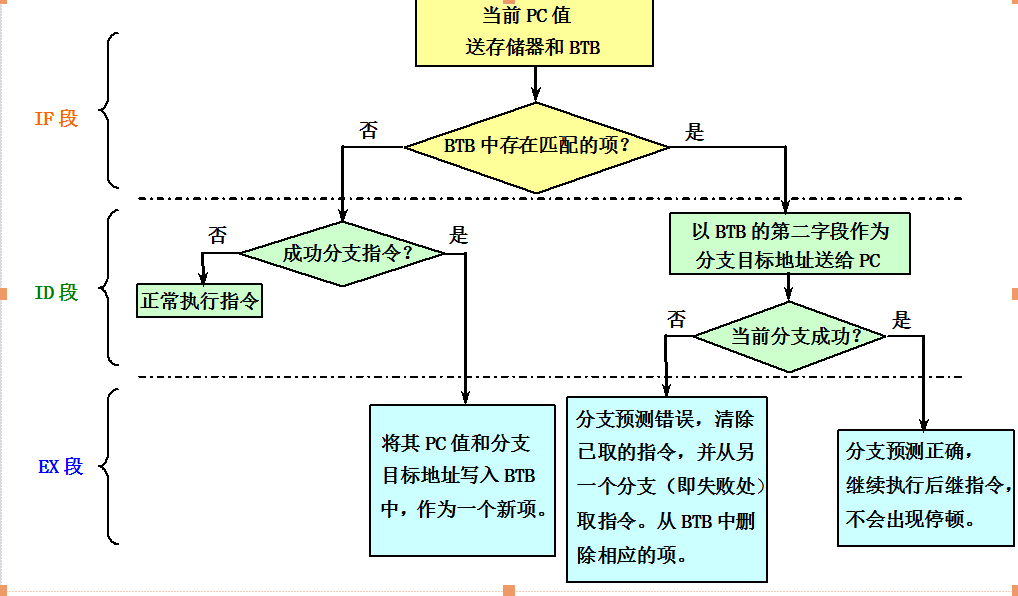 当前 PC 值
送存储器和 BTB
IF 段
BTB 中存在匹配的项？
否
是
ID 段
否
成功分支指令？
是
正常执行指令
以 BTB 的第二字段作为
分支目标地址送给 PC
否
当前分支成功？
是
EX 段
将其 PC 值和分支
目标地址写入 BTB
中，作为一个新项。
分支预测错误，清除
已取的指令，并从另
一个分支（即失败处）
取指令。从 BTB 中删
除相应的项。
分支预测正确，
继续执行后继指令，
不会出现停顿。